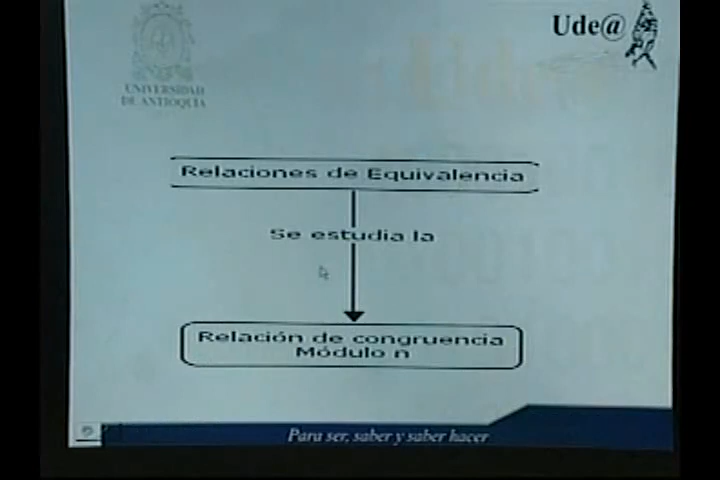 UNIVERSIDAD
DE ANTIOQUIA
Ude@
Relaciones de Equivalencia
Se estudia la
Relación de congruencia
Módulo n
Para ser, saber y saber hacer